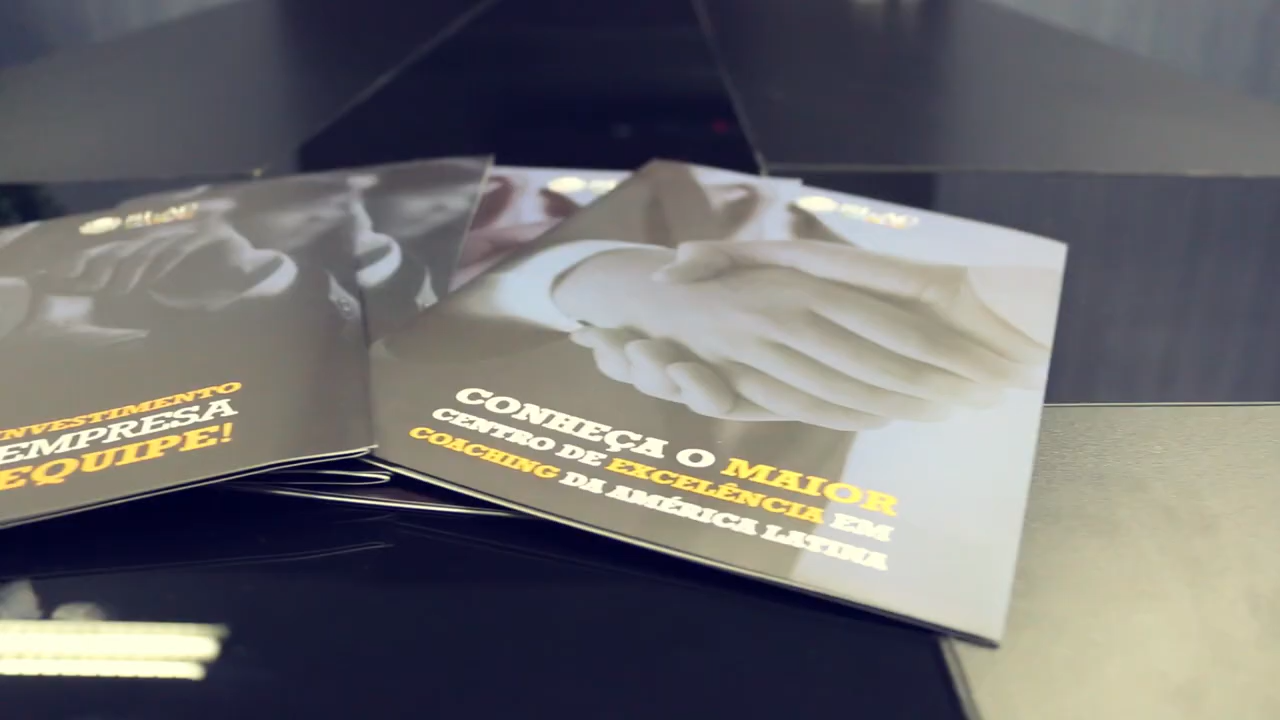 INVESTIMENTO
EMPRESA
EQUIPE!
CONHEÇA O MAIOR
CENTRO DE EXCELÊNCIA EM
COACHING DA AMÉRICA LATINA